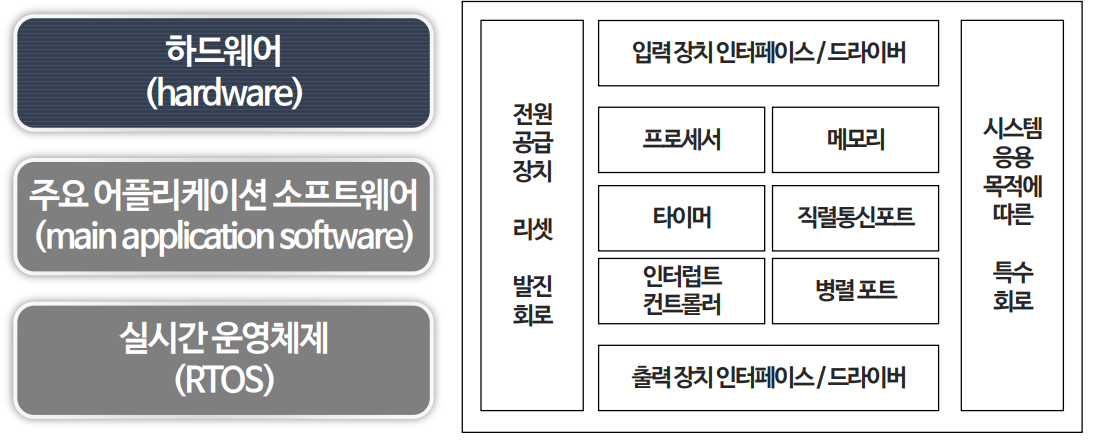 하드웨어
(hardware)
주요 어플리케이션 소프트웨어
(main application software)
실시간 운영체제
(RTOS)
전원
공급
장치
리셋
발진
회로
입력 장치 인터페이스 / 드라이버
프로세서
메모리
타이머
직렬통신포트
인터럽트
컨트롤러
병렬 포트
출력 장치 인터페이스 / 드라이버
시스템
응용
목적에
따른
특수
회로